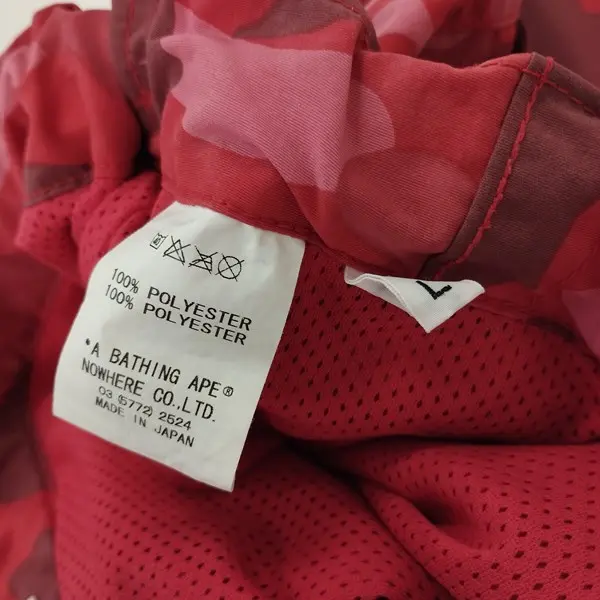 100% POLYESTER
100% POLYESTER
*A BATHING APE®
NOWHERE CO.,LTD.
03 (5772) 2524
MADE IN JAPAN
L